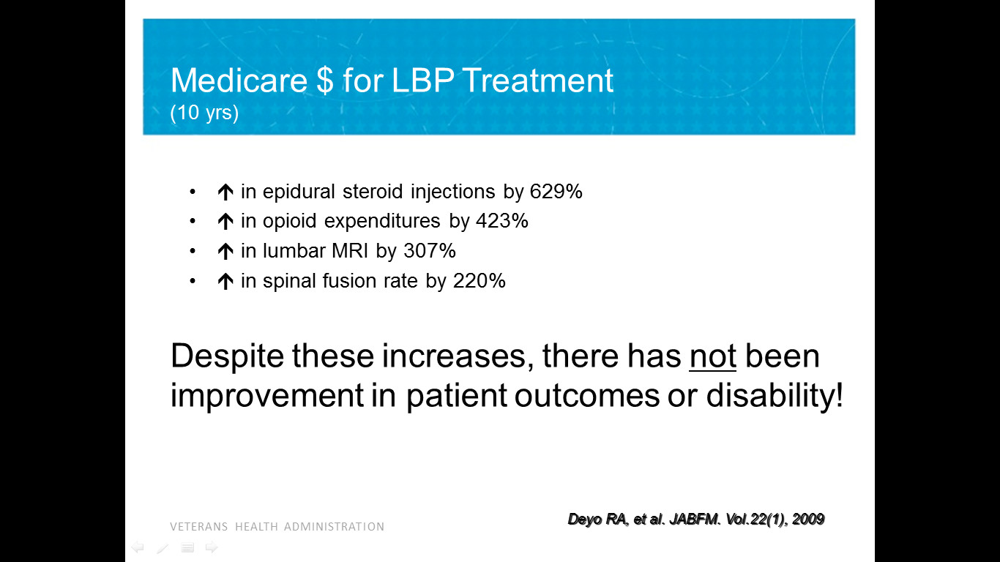 Medicare $ for LBP Treatment
(10 yrs)
• ↑ in epidural steroid injections by 629%
• ↑ in opioid expenditures by 423%
• ↑ in lumbar MRI by 307%
• ↑ in spinal fusion rate by 220%
Despite these increases, there has not been
improvement in patient outcomes or disability!
Deyo RA, et al. JABFM. Vol.22(1), 2009
VETERANS HEALTH ADMINISTRATION